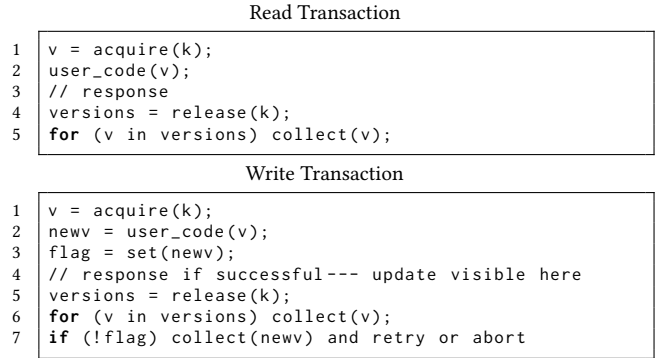 Read Transaction
1 v = acquire(k);
2 user_code(v);
3 // response
4 versions = release(k);
5 for (v in versions) collect(v);
Write Transaction
1 v = acquire(k);
2 newv = user_code(v);
3 flag = set(newv);
4 // response if successful--- update visible here
5 versions = release(k);
6 for (v in versions) collect(v);
7 if (!flag) collect(newv) and retry or abort